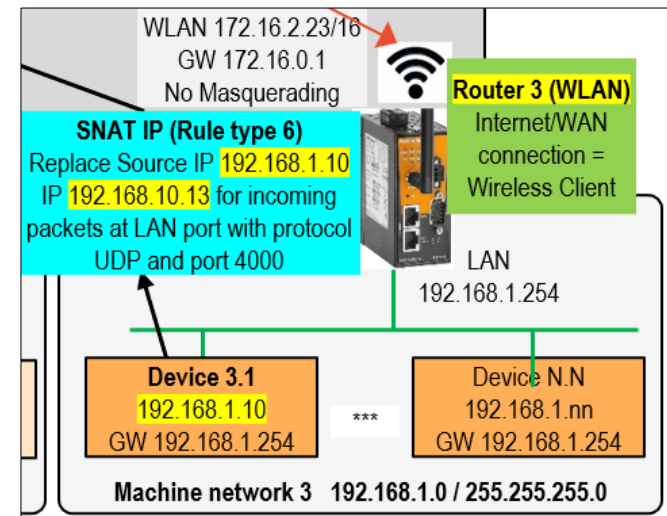 WLAN 172.16.2.23/16
GW 172.16.0.1
No Masquerading
Router 3 (WLAN)
Internet/WAN
connection =
Wireless Client
SNAT IP (Rule type 6)
Replace Source IP 192.168.1.10
IP 192.168.10.13 for incoming
packets at LAN port with protocol
UDP and port 4000
LAN
192.168.1.254
Device 3.1
192.168.1.10
GW 192.168.1.254
***
Device N.N
192.168.1.nn
GW 192.168.1.254
Machine network 3 192.168.1.0 / 255.255.255.0